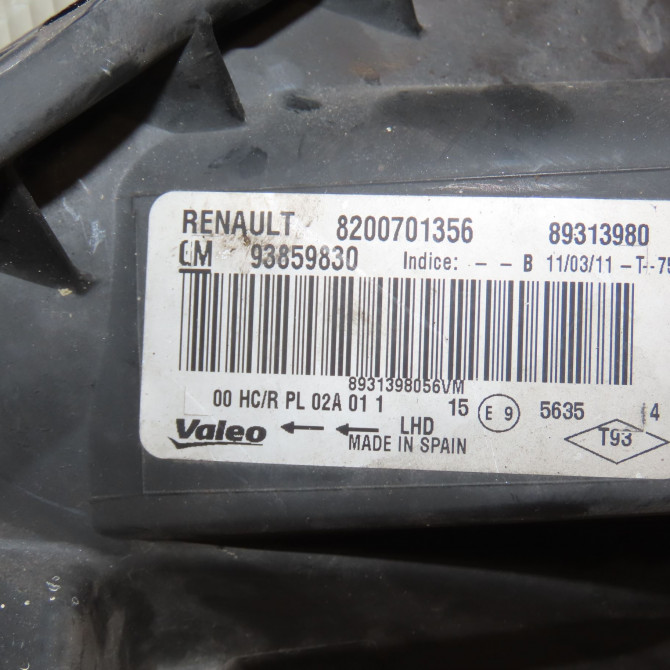 RENAULT 8200701356 89313980
GM 93859830 Indice: - - B 11/03/11 -T-75
8931398056VM
00 HC/R PL 02A 01 1 15 E 9 5635 4
Valeo LHD T93
MADE IN SPAIN